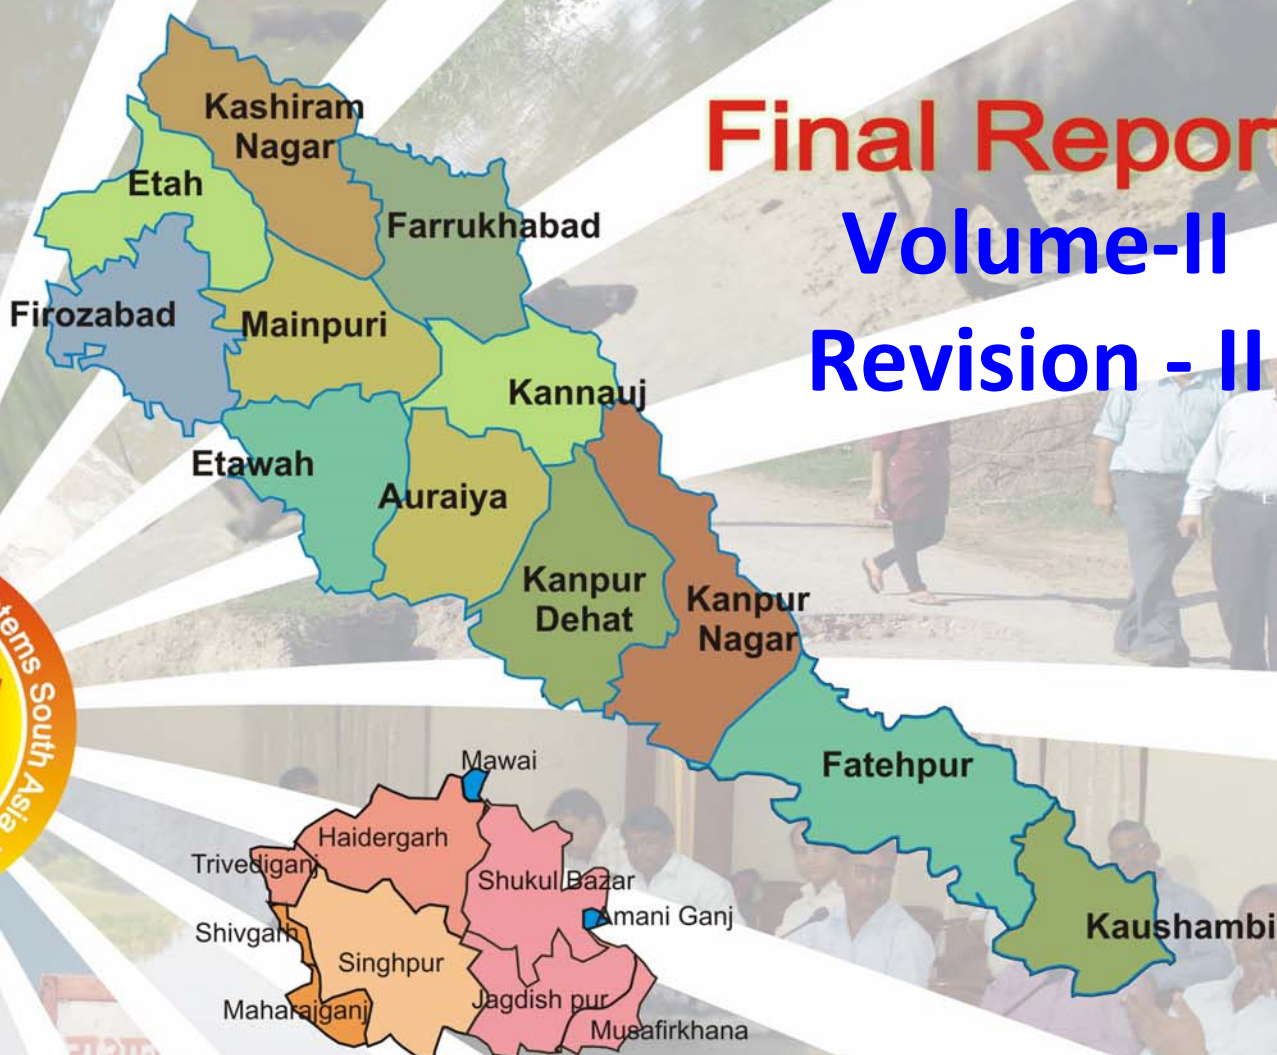 Final Repor
Volume-II
Revision - II
Kashiram
Nagar
Etah
Farrukhabad
Firozabad
Mainpuri
Kannauj
Etawah
Auraiya
Kanpur
Dehat
Kanpur
Nagar
Fatehpur
Kaushambi
Mawai
Haidergarh
Trivediganj
Shukul Bazar
Amani Ganj
Shivgarh
Singhpur
Maharajganj
Jagdish pur
Musafirkhana
tems South Asia